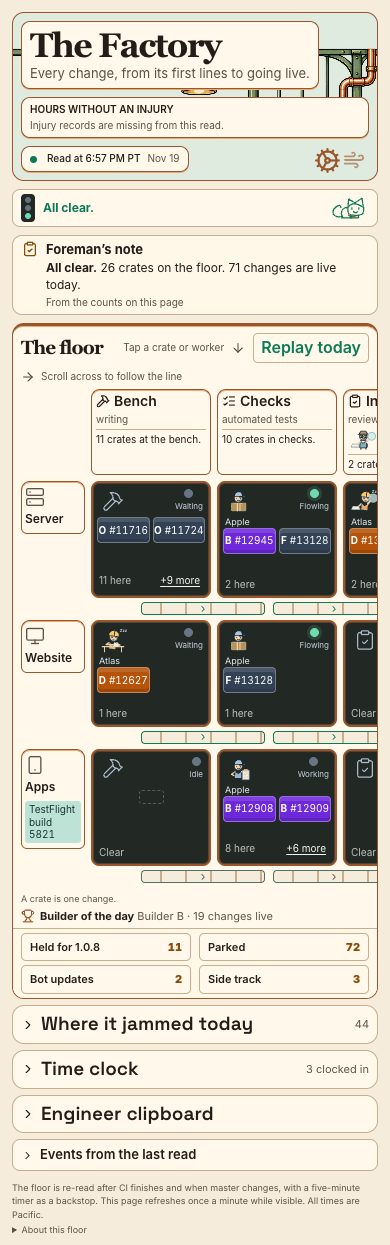 The Factory
Every change, from its first lines to going live.
HOURS WITHOUT AN INJURY
Injury records are missing from this read.
Read at 6:57 PM PT Nov 19
All clear.
Foreman's note
All clear. 26 crates on the floor. 71 changes are live
today.
From the counts on this page
The floor
Tap a crate or worker ↓
Replay today
→ Scroll across to follow the line
Bench
writing
11 crates at the bench.
Checks
automated tests
10 crates in checks.
In
review
2 crate
Server
Waiting
O #11716 O #11724
11 here +9 more
Flowing
Apple
B #12945 F #13128
2 here
Atlas
D #13
2 here
Website
Waiting
Atlas
D #12627
1 here
Flowing
Apple
F #13128
1 here
Clear
Apps
TestFlight
build
5821
Idle
Clear
Working
Apple
B #12908 B #12909
8 here +6 more
Clear
A crate is one change.
Builder of the day Builder B · 19 changes live
Held for 1.0.8 11
Parked 72
Bot updates 2
Side track 3
Where it jammed today 44
Time clock 3 clocked in
Engineer clipboard
Events from the last read
The floor is re-read after CI finishes and when master changes, with a five-minute
timer as a backstop. This page refreshes once a minute while visible. All times are
Pacific.
About this floor